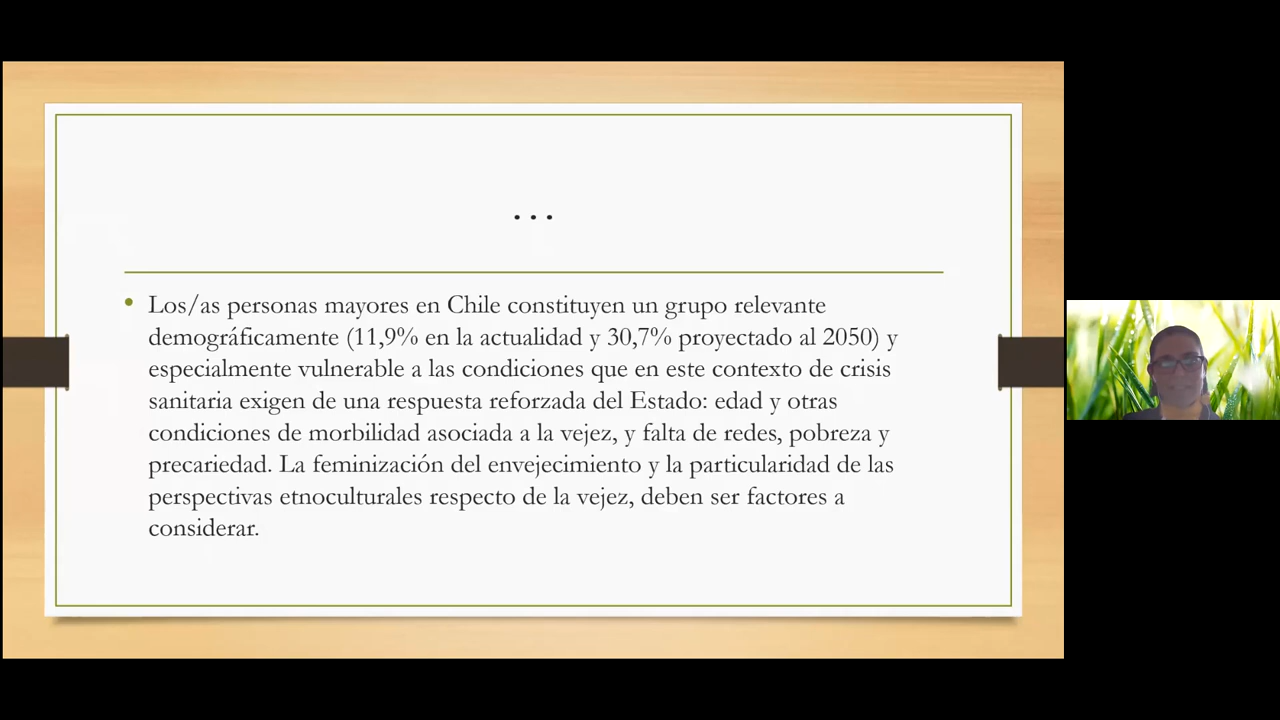 ...
• Los/as personas mayores en Chile constituyen un grupo relevante
demográficamente (11,9% en la actualidad y 30,7% proyectado al 2050) y
especialmente vulnerable a las condiciones que en este contexto de crisis
sanitaria exigen de una respuesta reforzada del Estado: edad y otras
condiciones de morbilidad asociada a la vejez, y falta de redes, pobreza y
precariedad. La feminización del envejecimiento y la particularidad de las
perspectivas etnoculturales respecto de la vejez, deben ser factores a
considerar.